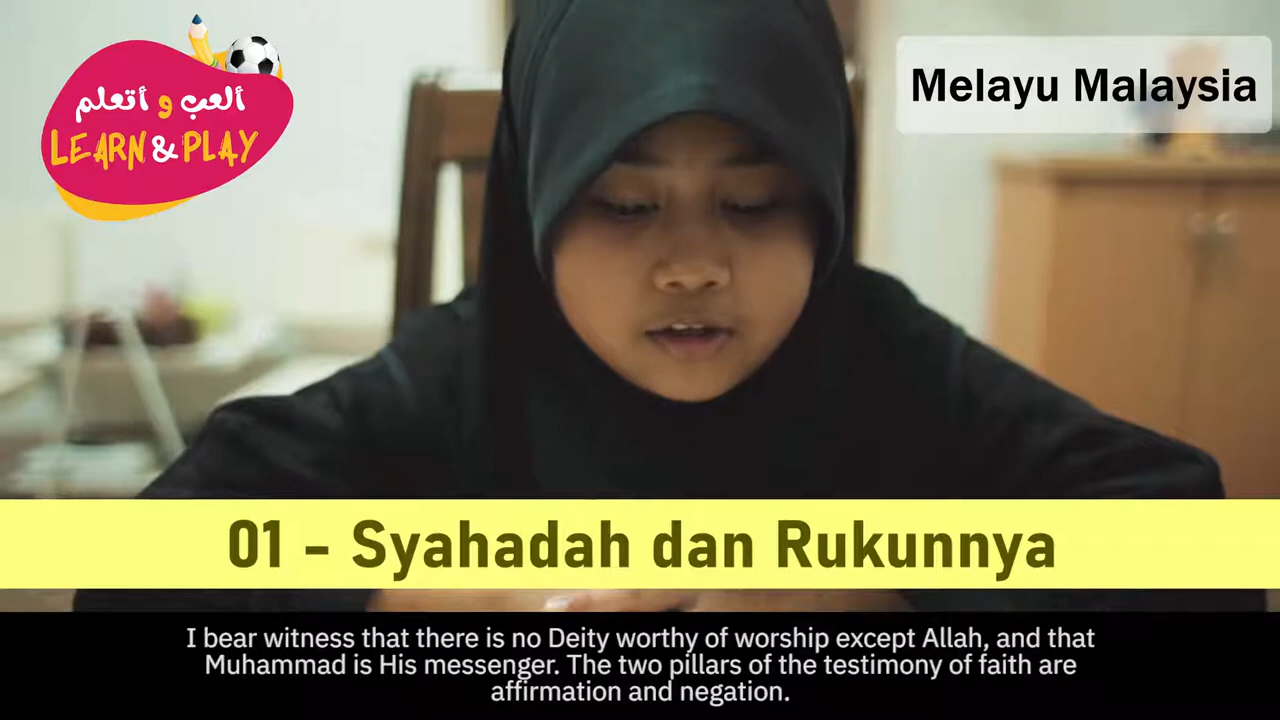 ألعب و أتعلم
LEARN & PLAY
Melayu Malaysia
01 - Syahadah dan Rukunnya
I bear witness that there is no Deity worthy of worship except Allah, and that
Muhammad is His messenger. The two pillars of the testimony of faith are
affirmation and negation.